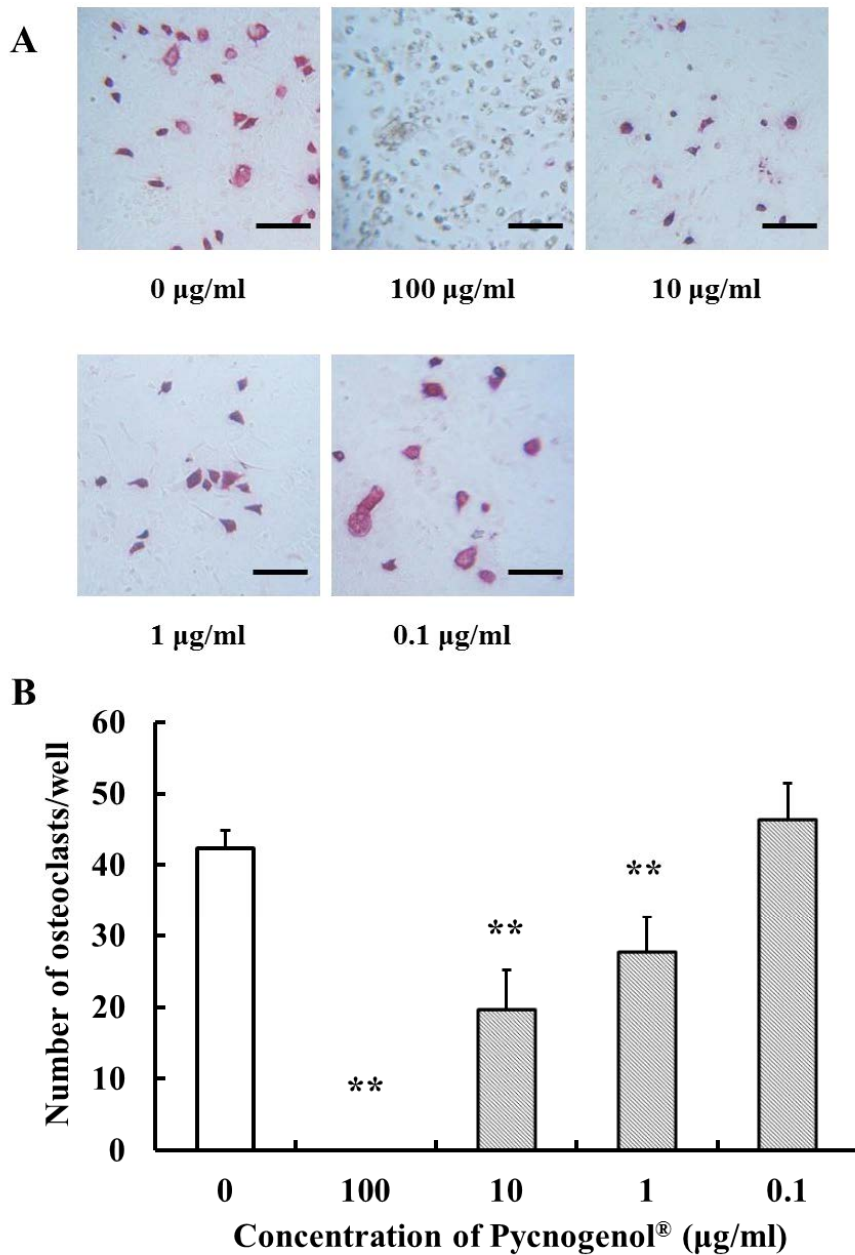 A
0 µg/ml 100 µg/ml 10 µg/ml
1 µg/ml 0.1 µg/ml
B
60
50
40
30
20
10
0
Number of osteoclasts/well
**
**
**
0 100 10 1 0.1
Concentration of Pycnogenol® (µg/ml)